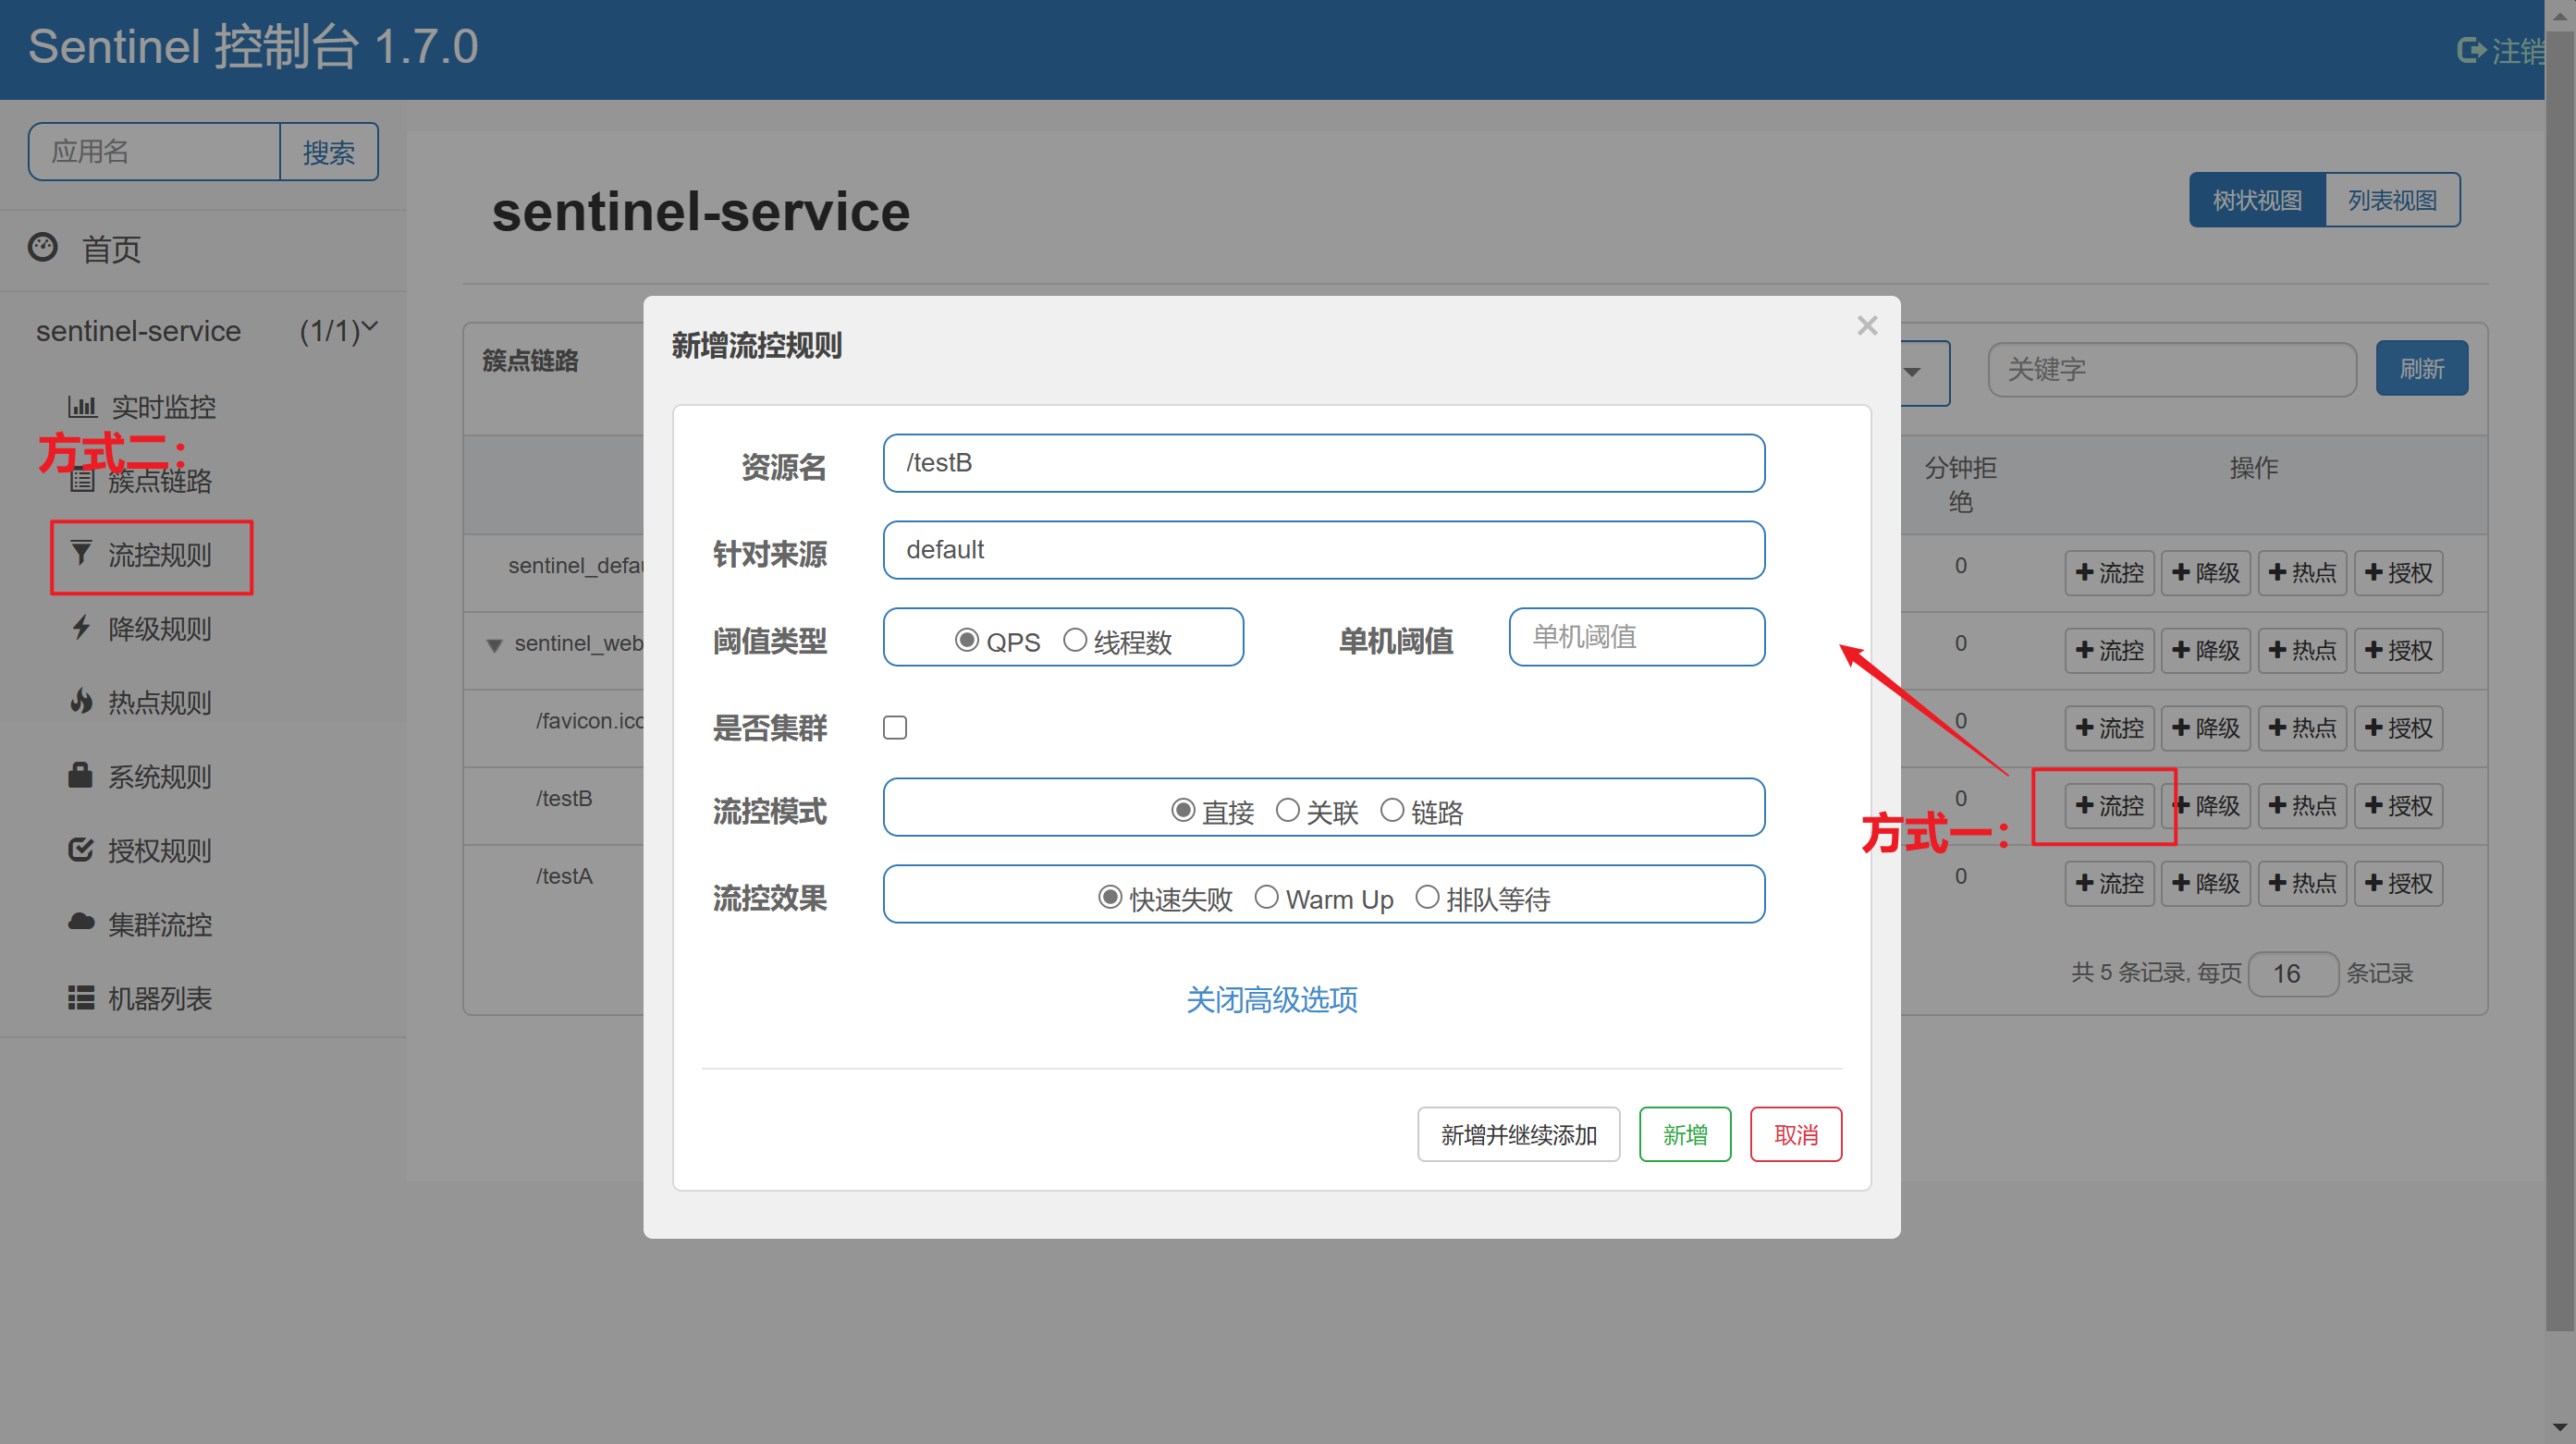 Sentinel 控制台 1.7.0
注销
应用名 搜索
首页
sentinel-service (1/1)
实时监控
方式二：
簇点链路
流控规则
降级规则
热点规则
系统规则
授权规则
集群流控
机器列表
sentinel-service
树状视图 列表视图
簇点链路
关键字 刷新
分钟拒绝 操作
sentinel_defau
0 流控 降级 热点 授权
sentinel_web
0 流控 降级 热点 授权
/favicon.ico
0 流控 降级 热点 授权
/testB
0 流控 降级 热点 授权
方式一：
/testA
0 流控 降级 热点 授权
共 5 条记录, 每页 16 条记录
新增流控规则 ×
资源名 /testB
针对来源 default
阈值类型 QPS 线程数 单机阈值 单机阈值
是否集群
流控模式 直接 关联 链路
流控效果 快速失败 Warm Up 排队等待
关闭高级选项
新增并继续添加 新增 取消